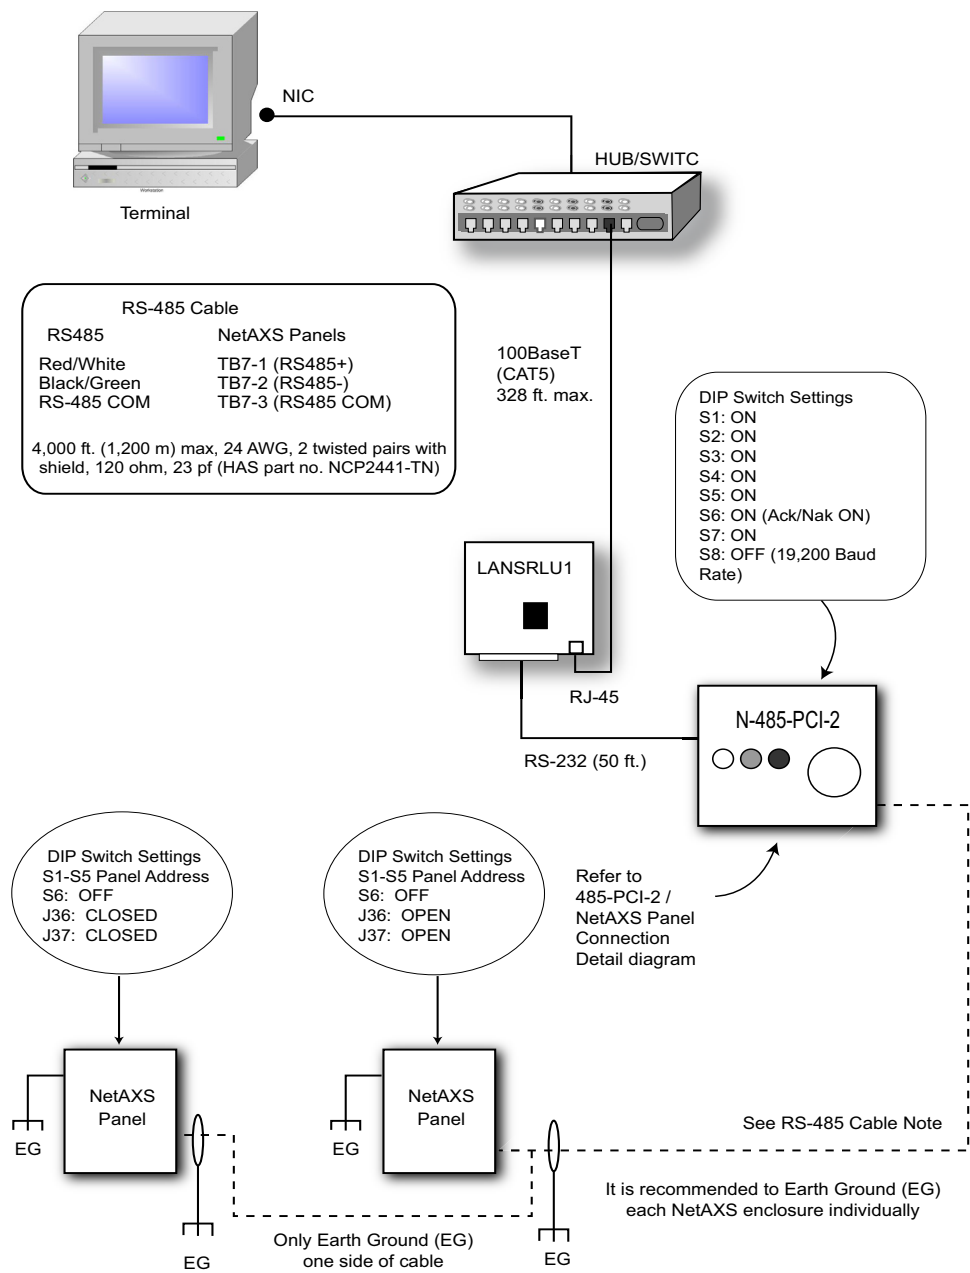 NIC
HUB/SWITC
Workstation
Terminal
RS-485 Cable
RS485 NetAXS Panels
Red/White TB7-1 (RS485+)
Black/Green TB7-2 (RS485-)
RS-485 COM TB7-3 (RS485 COM)
4,000 ft. (1,200 m) max, 24 AWG, 2 twisted pairs with
shield, 120 ohm, 23 pf (HAS part no. NCP2441-TN)
100BaseT
(CAT5)
328 ft. max.
DIP Switch Settings
S1: ON
S2: ON
S3: ON
S4: ON
S5: ON
S6: ON (Ack/Nak ON)
S7: ON
S8: OFF (19,200 Baud
Rate)
LANSRLU1
RJ-45
RS-232 (50 ft.)
N-485-PCI-2
DIP Switch Settings
S1-S5 Panel Address
S6: OFF
J36: CLOSED
J37: CLOSED
DIP Switch Settings
S1-S5 Panel Address
S6: OFF
J36: OPEN
J37: OPEN
Refer to
485-PCI-2 /
NetAXS Panel
Connection
Detail diagram
NetAXS
Panel
EG
EG
NetAXS
Panel
EG
EG
See RS-485 Cable Note
It is recommended to Earth Ground (EG)
each NetAXS enclosure individually
Only Earth Ground (EG)
one side of cable